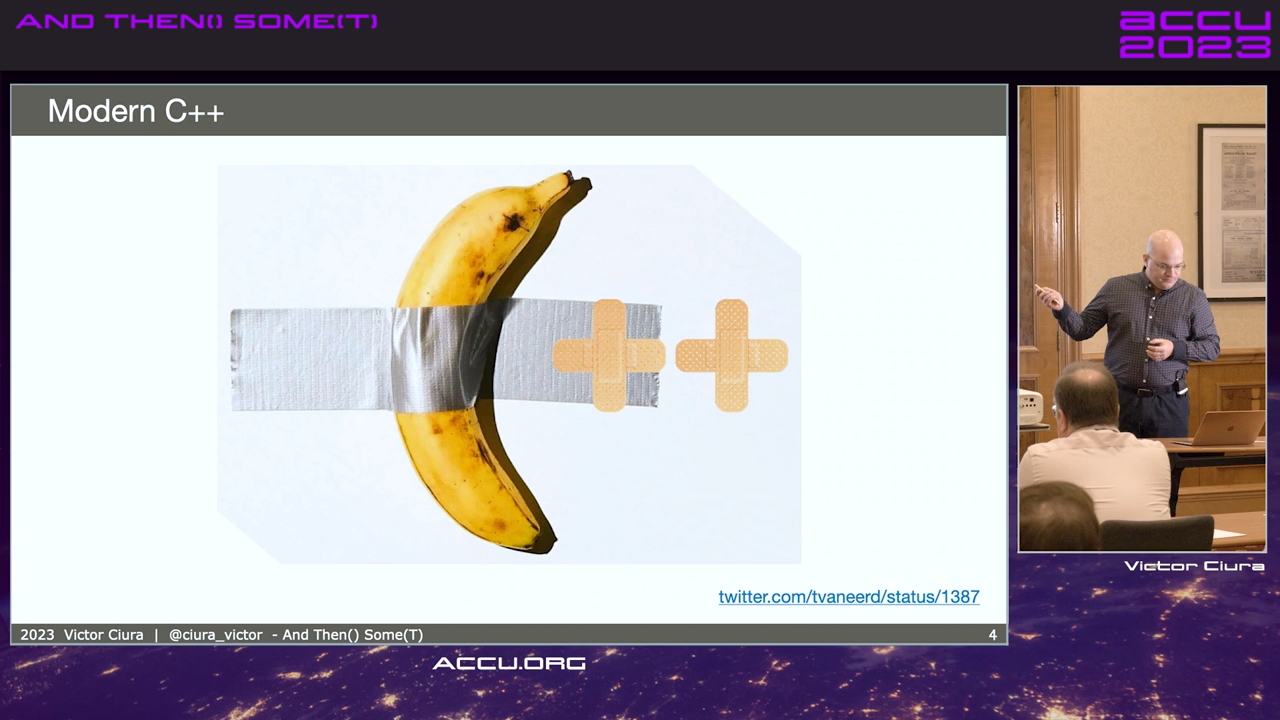 AND THEN() SOME(T)
ACCU
2023
Modern C++
twitter.com/tvaneerd/status/1387
2023 Victor Ciura | @ciura_victor - And Then() Some(T)
4
Victor Ciura
ACCU.ORG